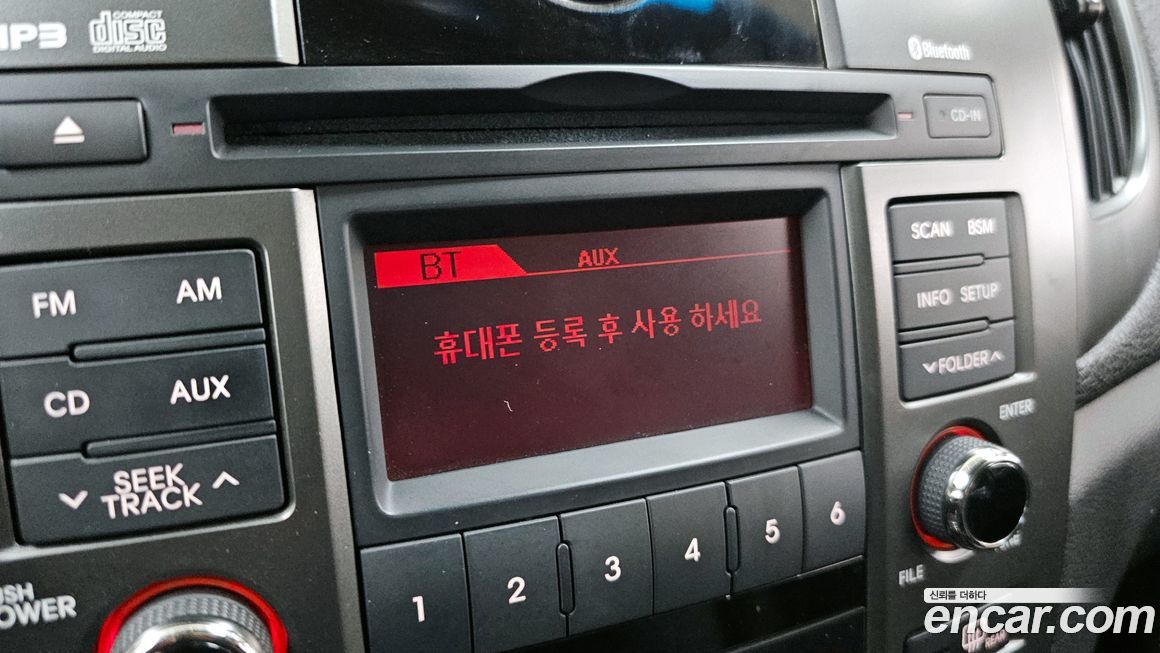 MP3
COMPACT
disc
DIGITAL AUDIO
Bluetooth
CD-IN
FM
AM
CD
AUX
SEEK
TRACK
BT
AUX
휴대폰 등록 후 사용 하세요
SCAN
BSM
INFO
SETUP
FOLDER
ENTER
FILE
PUSH
POWER
1
2
3
4
5
6
REAR
신뢰를 더하다
encar.com